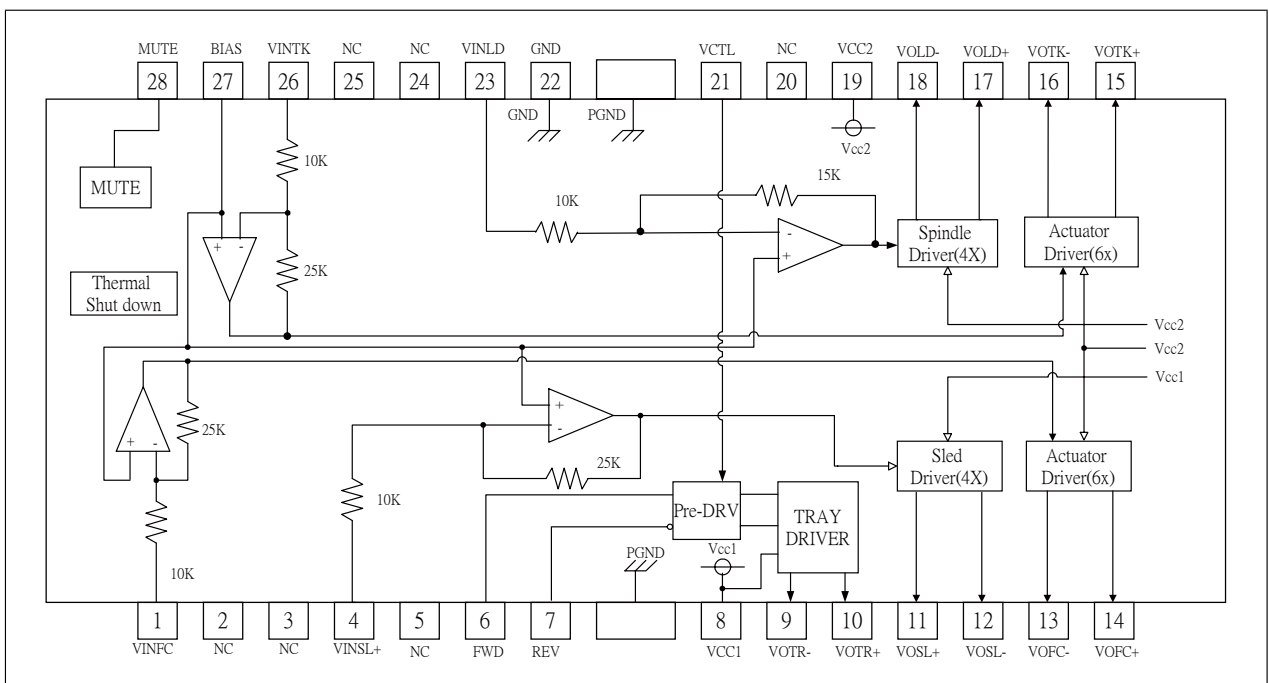 MUTE BIAS VINTK NC NC VINLD GND VCTL NC VCC2 VOLD- VOLD+ VOTK- VOTK+
28 27 26 25 24 23 22 21 20 19 18 17 16 15
GND PGND
Vcc2
10K
MUTE
15K
10K
- +
+ -
Spindle
Driver(4X)
Actuator
Driver(6x)
25K
Thermal
Shut down
Vcc2
Vcc2
Vcc1
+ -
25K
+ -
25K
10K
Sled
Driver(4X)
Actuator
Driver(6x)
Pre-DRV
TRAY
DRIVER
PGND
Vcc1
10K
1 2 3 4 5 6 7 8 9 10 11 12 13 14
VINFC NC NC VINSL+ NC FWD REV VCC1 VOTR- VOTR+ VOSL+ VOSL- VOFC- VOFC+